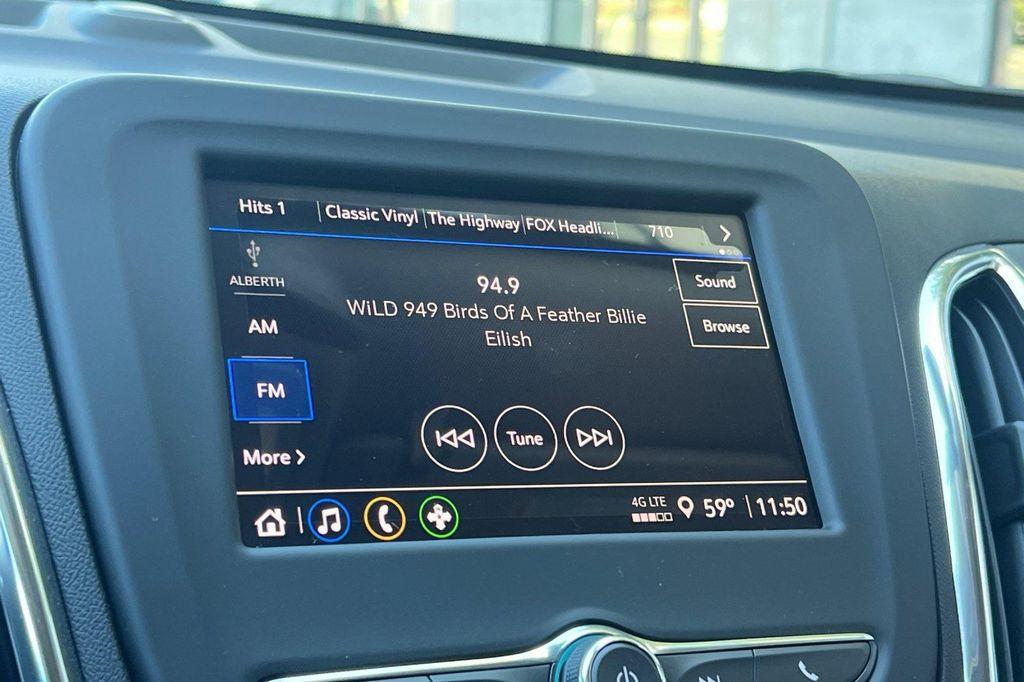 Hits 1 Classic Vinyl The Highway FOX Headli... 710 >
ALBERTH
Sound
94.9
WiLD 949 Birds Of A Feather Billie
Eilish
AM
Browse
FM
Tune
More >
4G LTE 59° 11:50